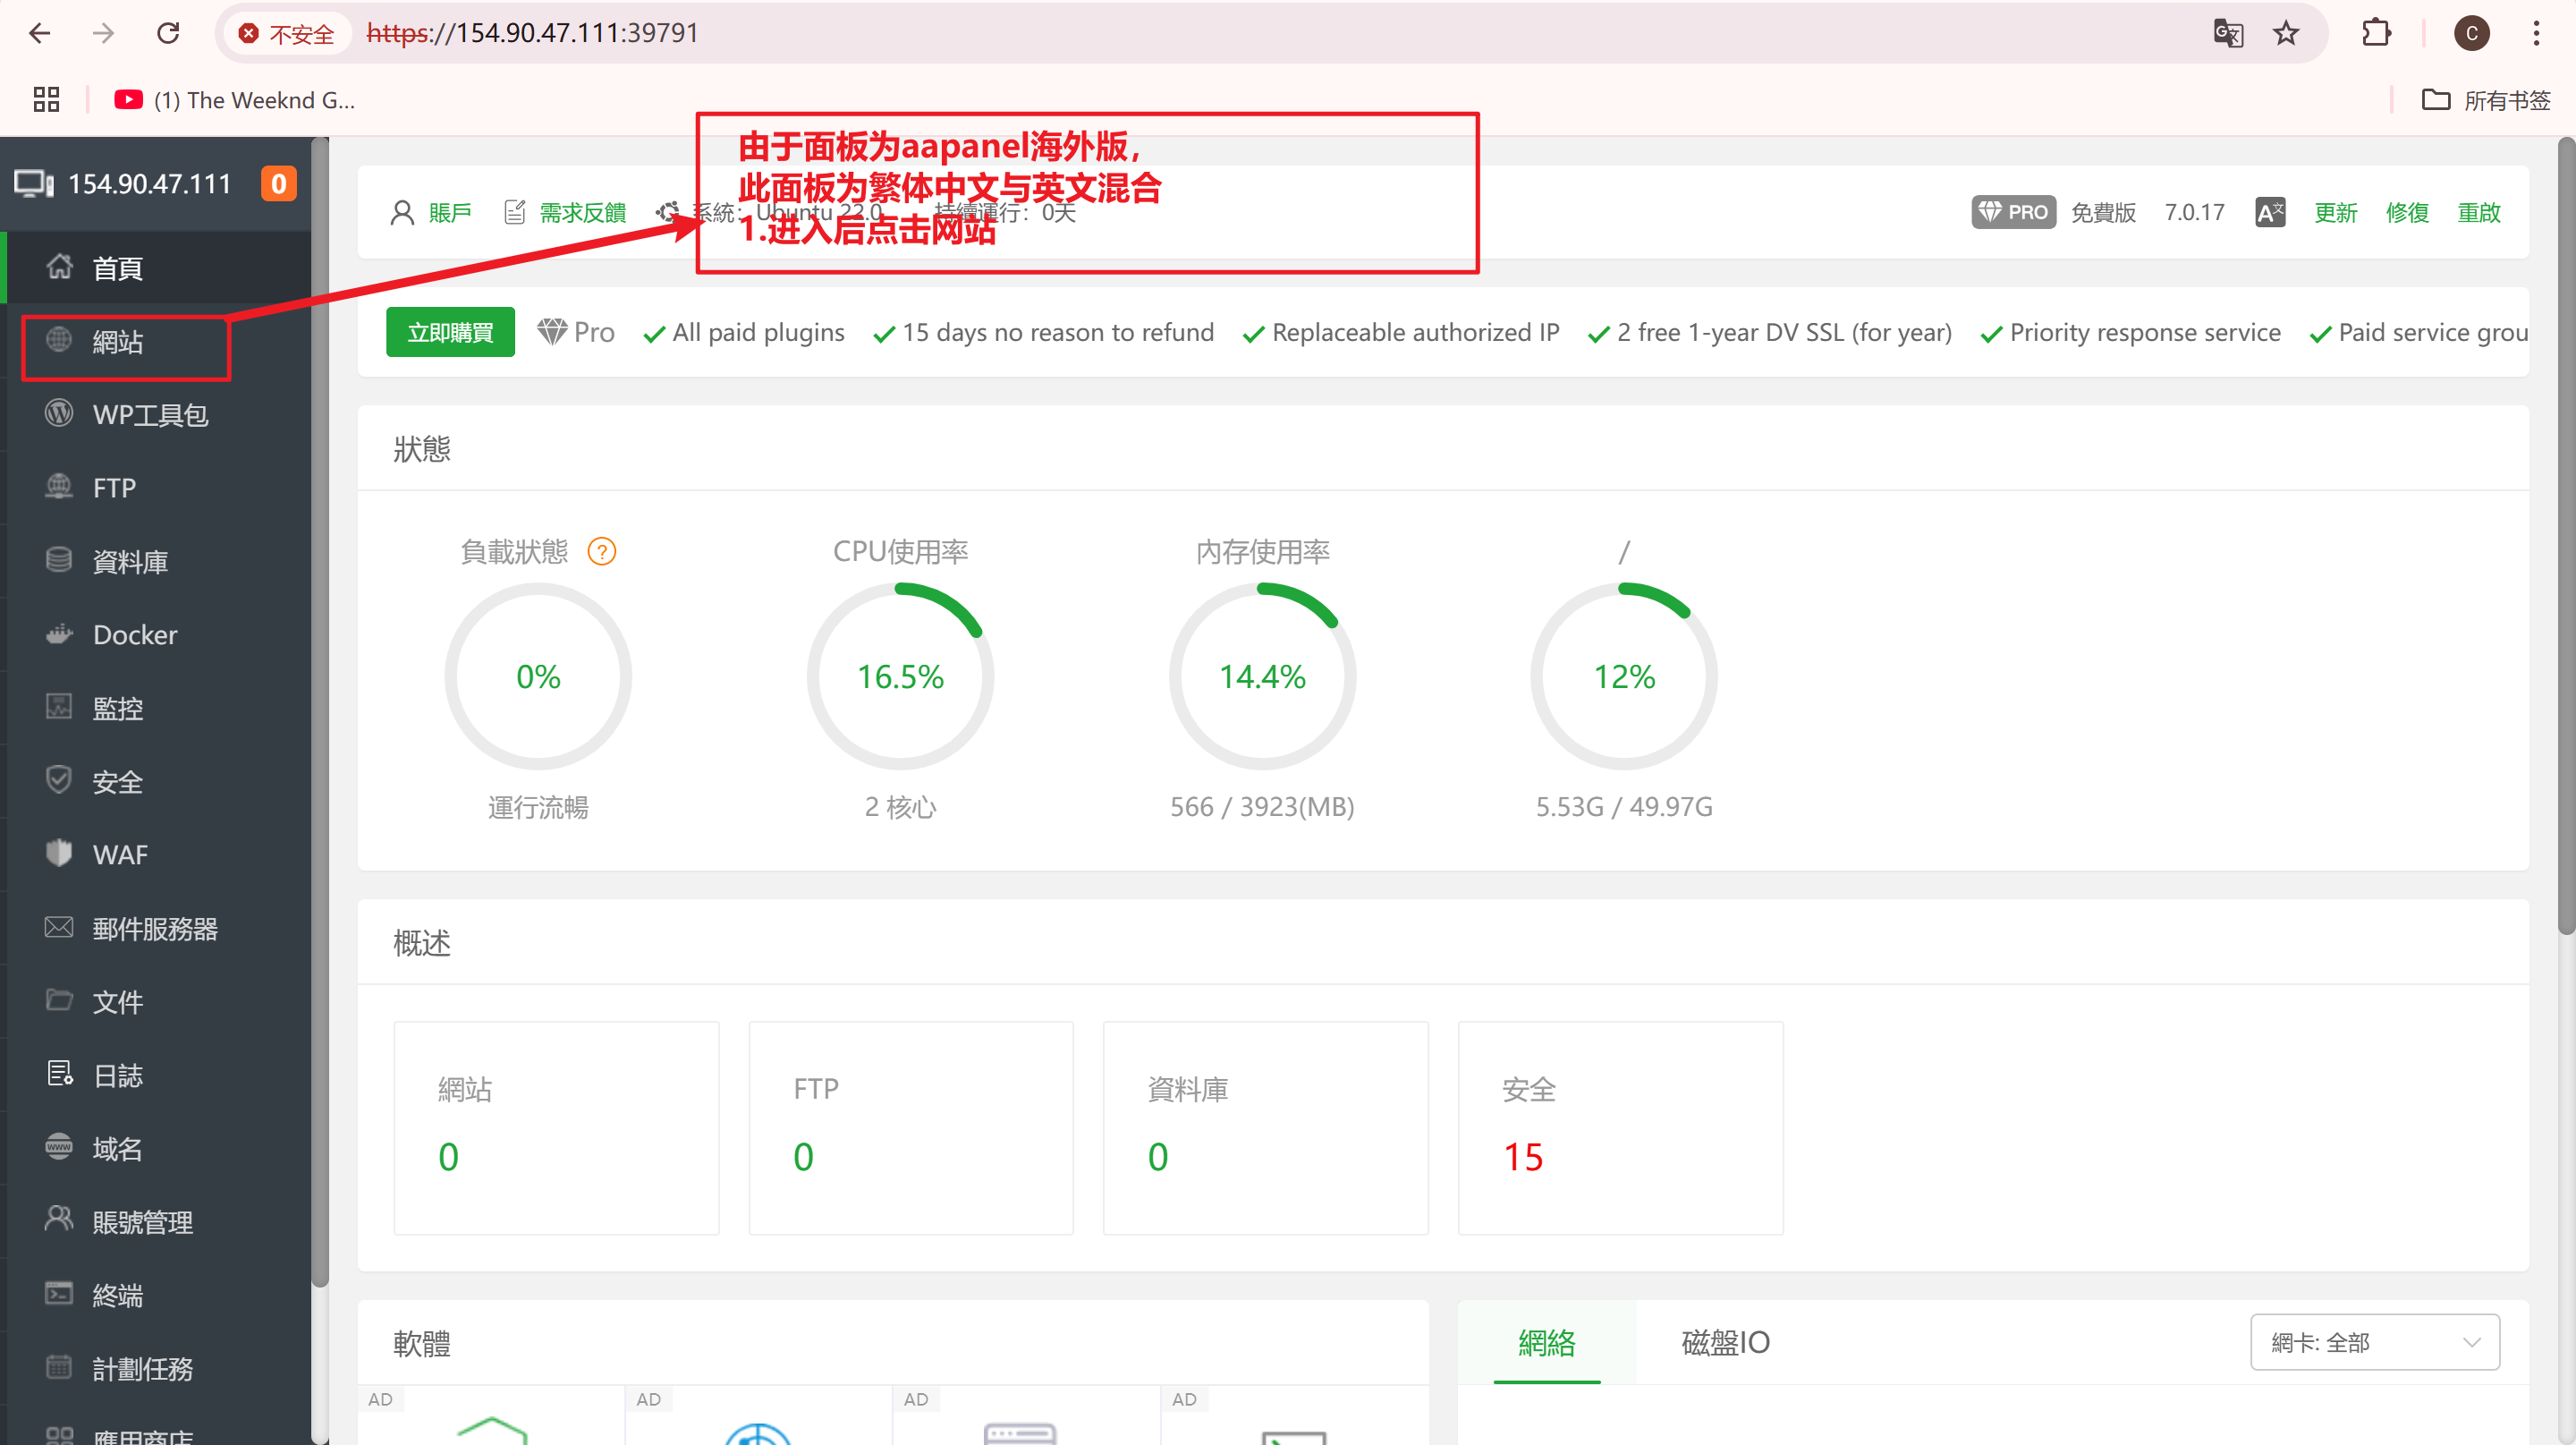 不安全
https://154.90.47.111:39791
(1) The Weeknd G...
所有书签
由于面板为aapanel海外版，
此面板为繁体中文与英文混合
1.进入后点击网站
154.90.47.111
0
賬戶
需求反饋
系統：Ubuntu 22.0
持續運行：0天
PRO
免費版
7.0.17
更新
修復
重啟
首頁
網站
WP工具包
FTP
資料庫
Docker
監控
安全
WAF
郵件服務器
文件
日誌
域名
賬號管理
終端
計劃任務
應用商店
立即購買
Pro
All paid plugins
15 days no reason to refund
Replaceable authorized IP
2 free 1-year DV SSL (for year)
Priority response service
Paid service grou
狀態
負載狀態
CPU使用率
內存使用率
/
0%
16.5%
14.4%
12%
運行流暢
2 核心
566 / 3923(MB)
5.53G / 49.97G
概述
網站
FTP
資料庫
安全
0
0
0
15
軟體
網絡
磁盤IO
網卡: 全部
AD
AD
AD
AD